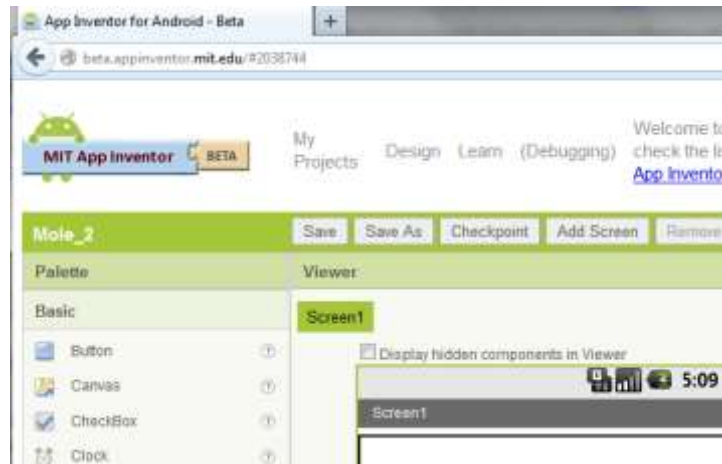 App Inventor for Android - Beta
+
beta.appinventor.mit.edu/#2038744
MIT App Inventor BETA
My Projects
Design
Learn
(Debugging)
Welcome to
check the
App Invento
Mole_2
Save
Save As
Checkpoint
Add Screen
Remove
Palette
Viewer
Basic
Screen1
Button
Display hidden components in Viewer
Canvas
5:09
CheckBox
Screen1
Clock